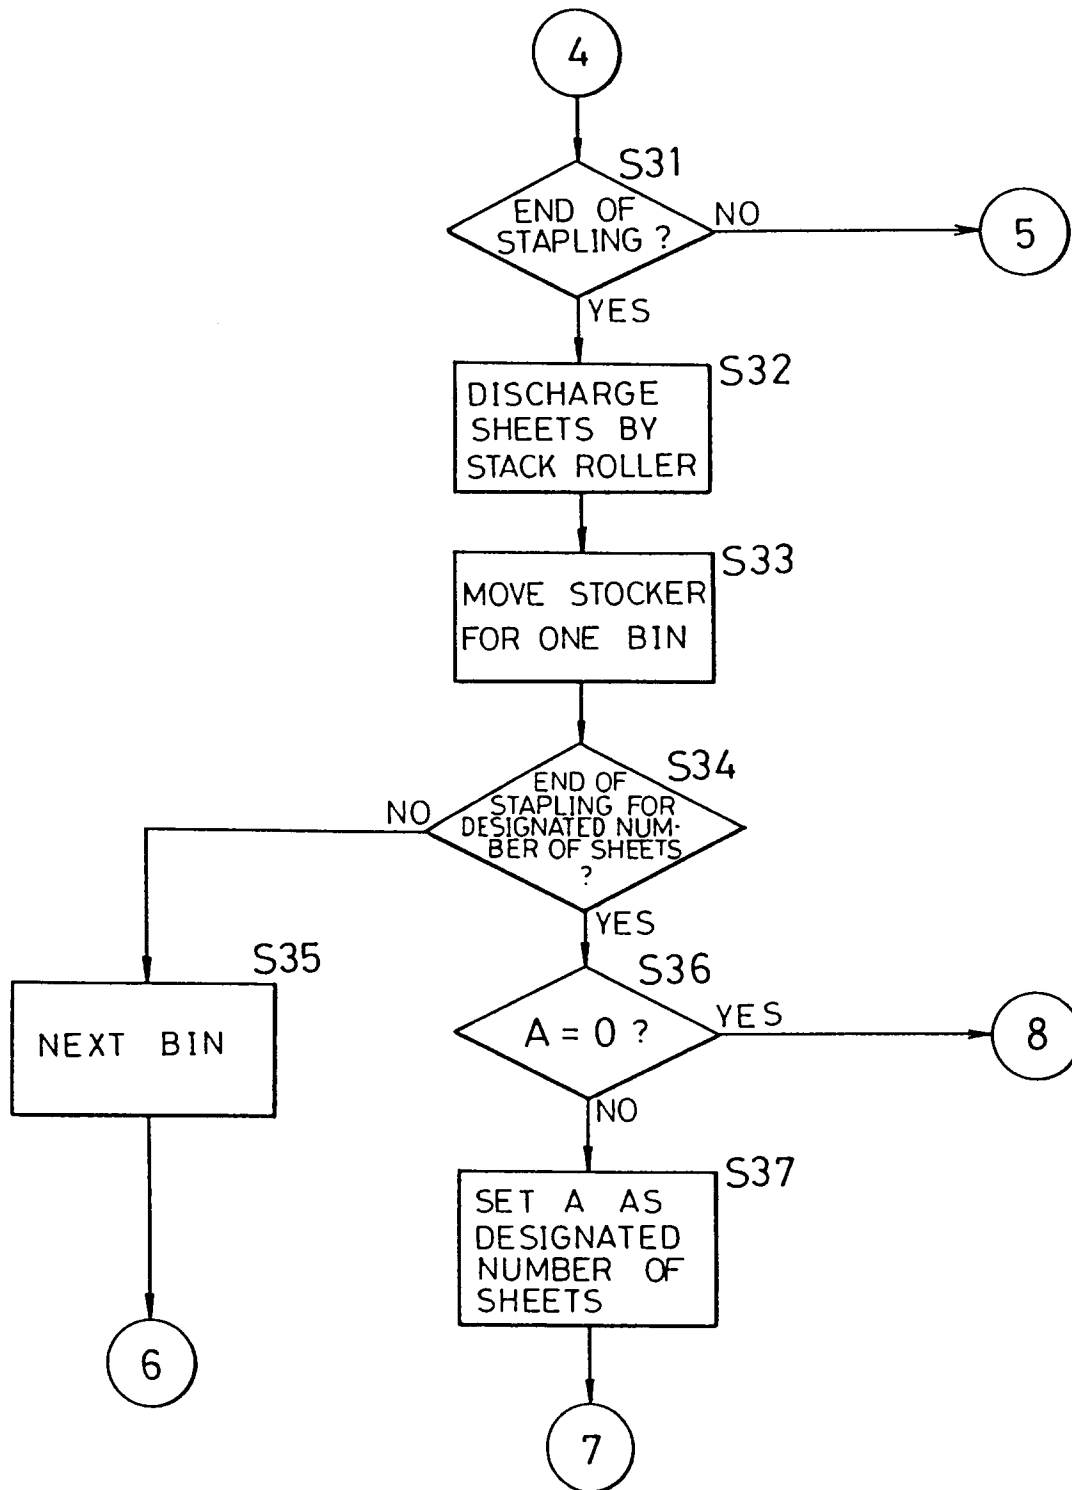 4
S31
END OF
STAPLING ?
NO
5
YES
S32
DISCHARGE
SHEETS BY
STACK ROLLER
S33
MOVE STOCKER
FOR ONE BIN
S34
END OF
STAPLING FOR
DESIGNATED NUM-
BER OF SHEETS
?
NO
YES
S35
NEXT BIN
S36
A = 0 ?
YES
8
NO
S37
SET A AS
DESIGNATED
NUMBER OF
SHEETS
6
7